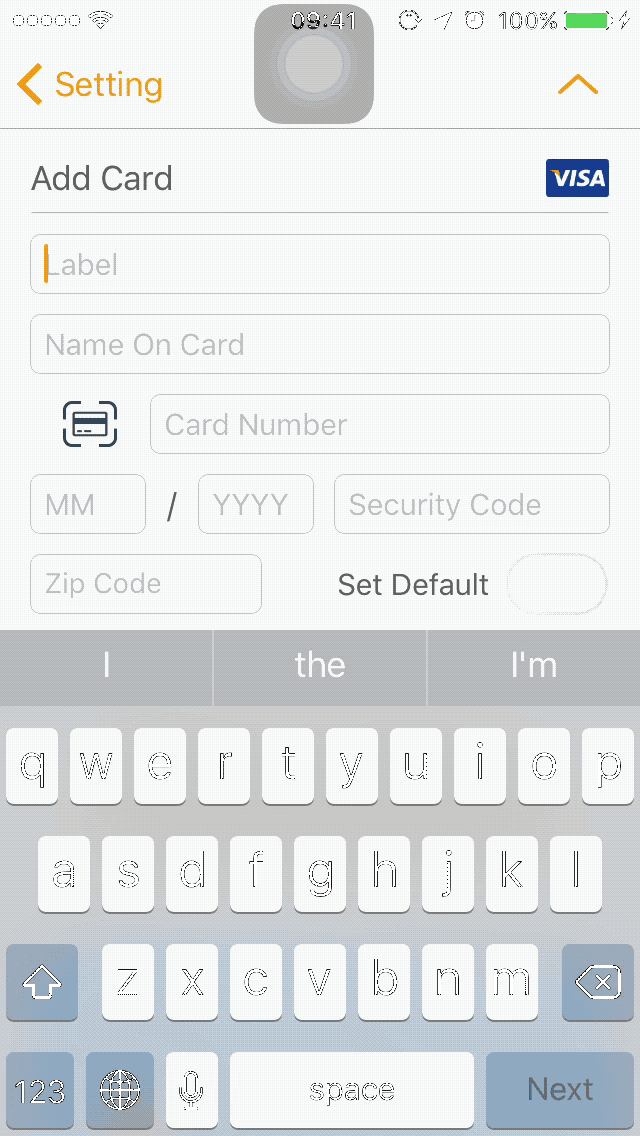 09:41 100%
Setting
Add Card VISA
Label
Name On Card
Card Number
MM / YYYY Security Code
Zip Code Set Default
I the I'm
q w e r t y u i o p
a s d f g h j k l
z x c v b n m
123 space Next